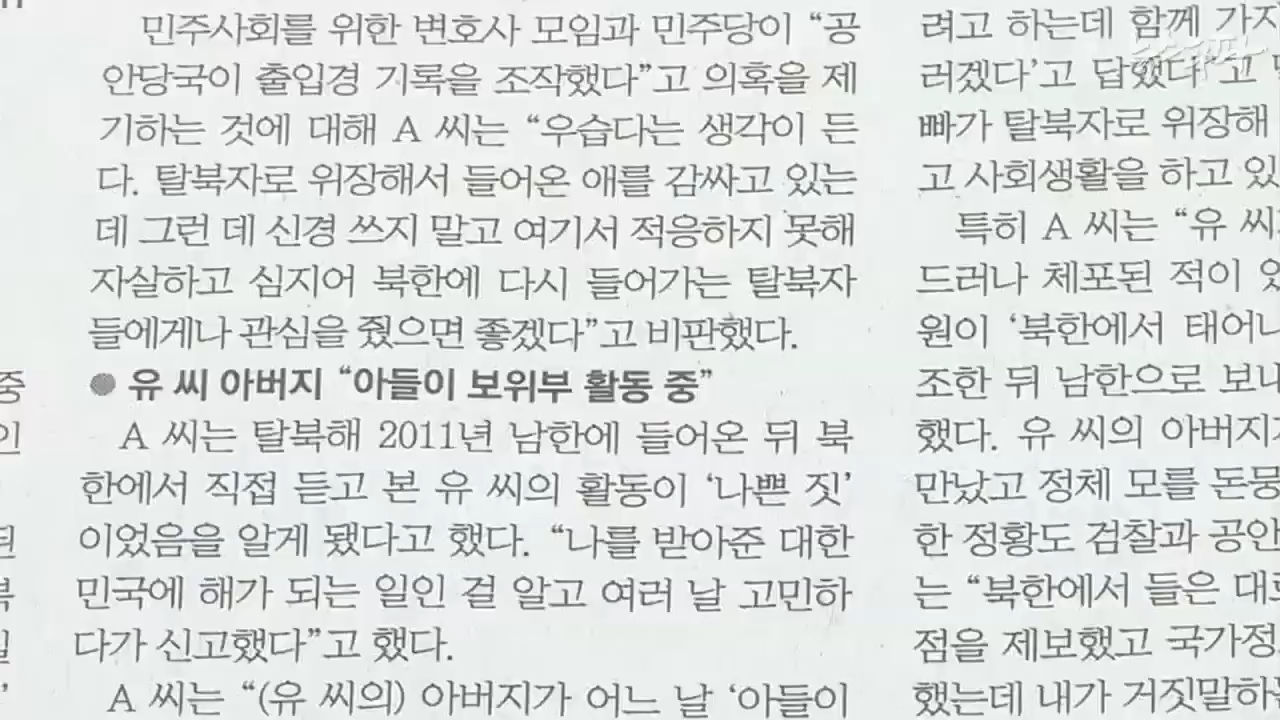 민주사회를 위한 변호사 모임과 민주당이 “공
안당국이 출입경 기록을 조작했다”고 의혹을 제
기하는 것에 대해 A 씨는 “우습다는 생각이 든
다. 탈북자로 위장해서 들어온 애를 감싸고 있는
데 그런 데 신경 쓰지 말고 여기서 적응하지 못해
자살하고 심지어 북한에 다시 들어가는 탈북자
들에게나 관심을 줬으면 좋겠다”고 비판했다.
● 유 씨 아버지 “아들이 보위부 활동 중”
A 씨는 탈북해 2011년 남한에 들어온 뒤 북
한에서 직접 듣고 본 유 씨의 활동이 ‘나쁜 짓’
이었음을 알게 됐다고 했다. “나를 받아준 대한
민국에 해가 되는 일인 걸 알고 여러 날 고민하
다가 신고했다”고 했다.
A 씨는 “(유 씨의) 아버지가 어느 날 ‘아들이
려고 하는데 함께 가자
러겠다’고 답했다”고
빠가 탈북자로 위장해
고 사회생활을 하고 있
특히 A 씨는 “유 씨
드러나 체포된 적이 있
원이 ‘북한에서 태어나
조한 뒤 남한으로 보내
했다. 유 씨의 아버지가
만났고 정체 모를 돈뭉
한 정황도 검찰과 공안
는 “북한에서 들은 대로
점을 제보했고 국가정
했는데 내가 거짓말하
중